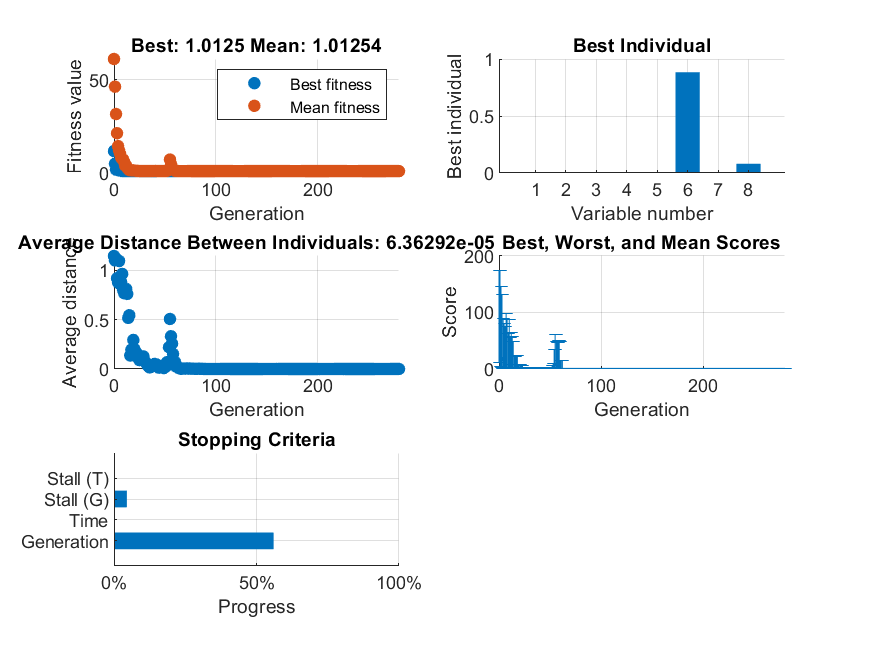 Best: 1.0125 Mean: 1.01254
Fitness value
50
0
Best fitness
Mean fitness
0 100 200
Generation
Best Individual
Best individual
1
0.5
0
1 2 3 4 5 6 7 8
Variable number
Average Distance Between Individuals: 6.36292e-05
Average distance
1
0.5
0
0 100 200
Generation
Best, Worst, and Mean Scores
Score
200
100
0
0 100 200
Generation
Stopping Criteria
Stall (T)
Stall (G)
Time
Generation
0% 50% 100%
Progress